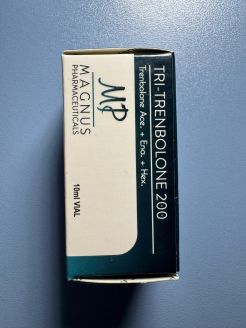 TRI-TRENBOLONE 200
Trenbolone Ace. + Ena. + Hex.
MP
MAGNUS
PHARMACEUTICALS
10ml VIAL